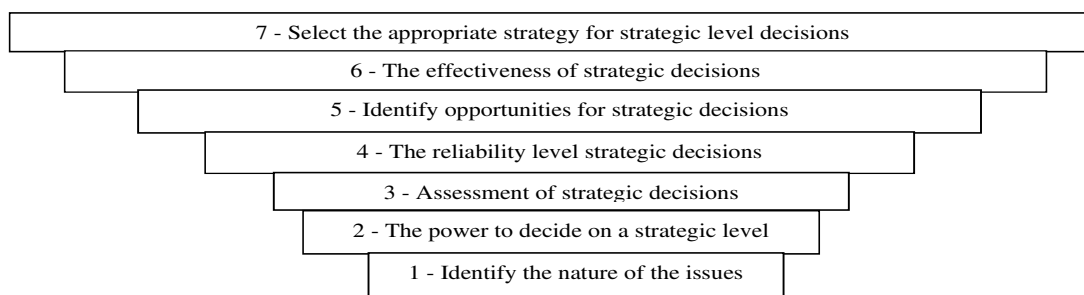 7 - Select the appropriate strategy for strategic level decisions
6 - The effectiveness of strategic decisions
5 - Identify opportunities for strategic decisions
4 - The reliability level strategic decisions
3 - Assessment of strategic decisions
2 - The power to decide on a strategic level
1 - Identify the nature of the issues